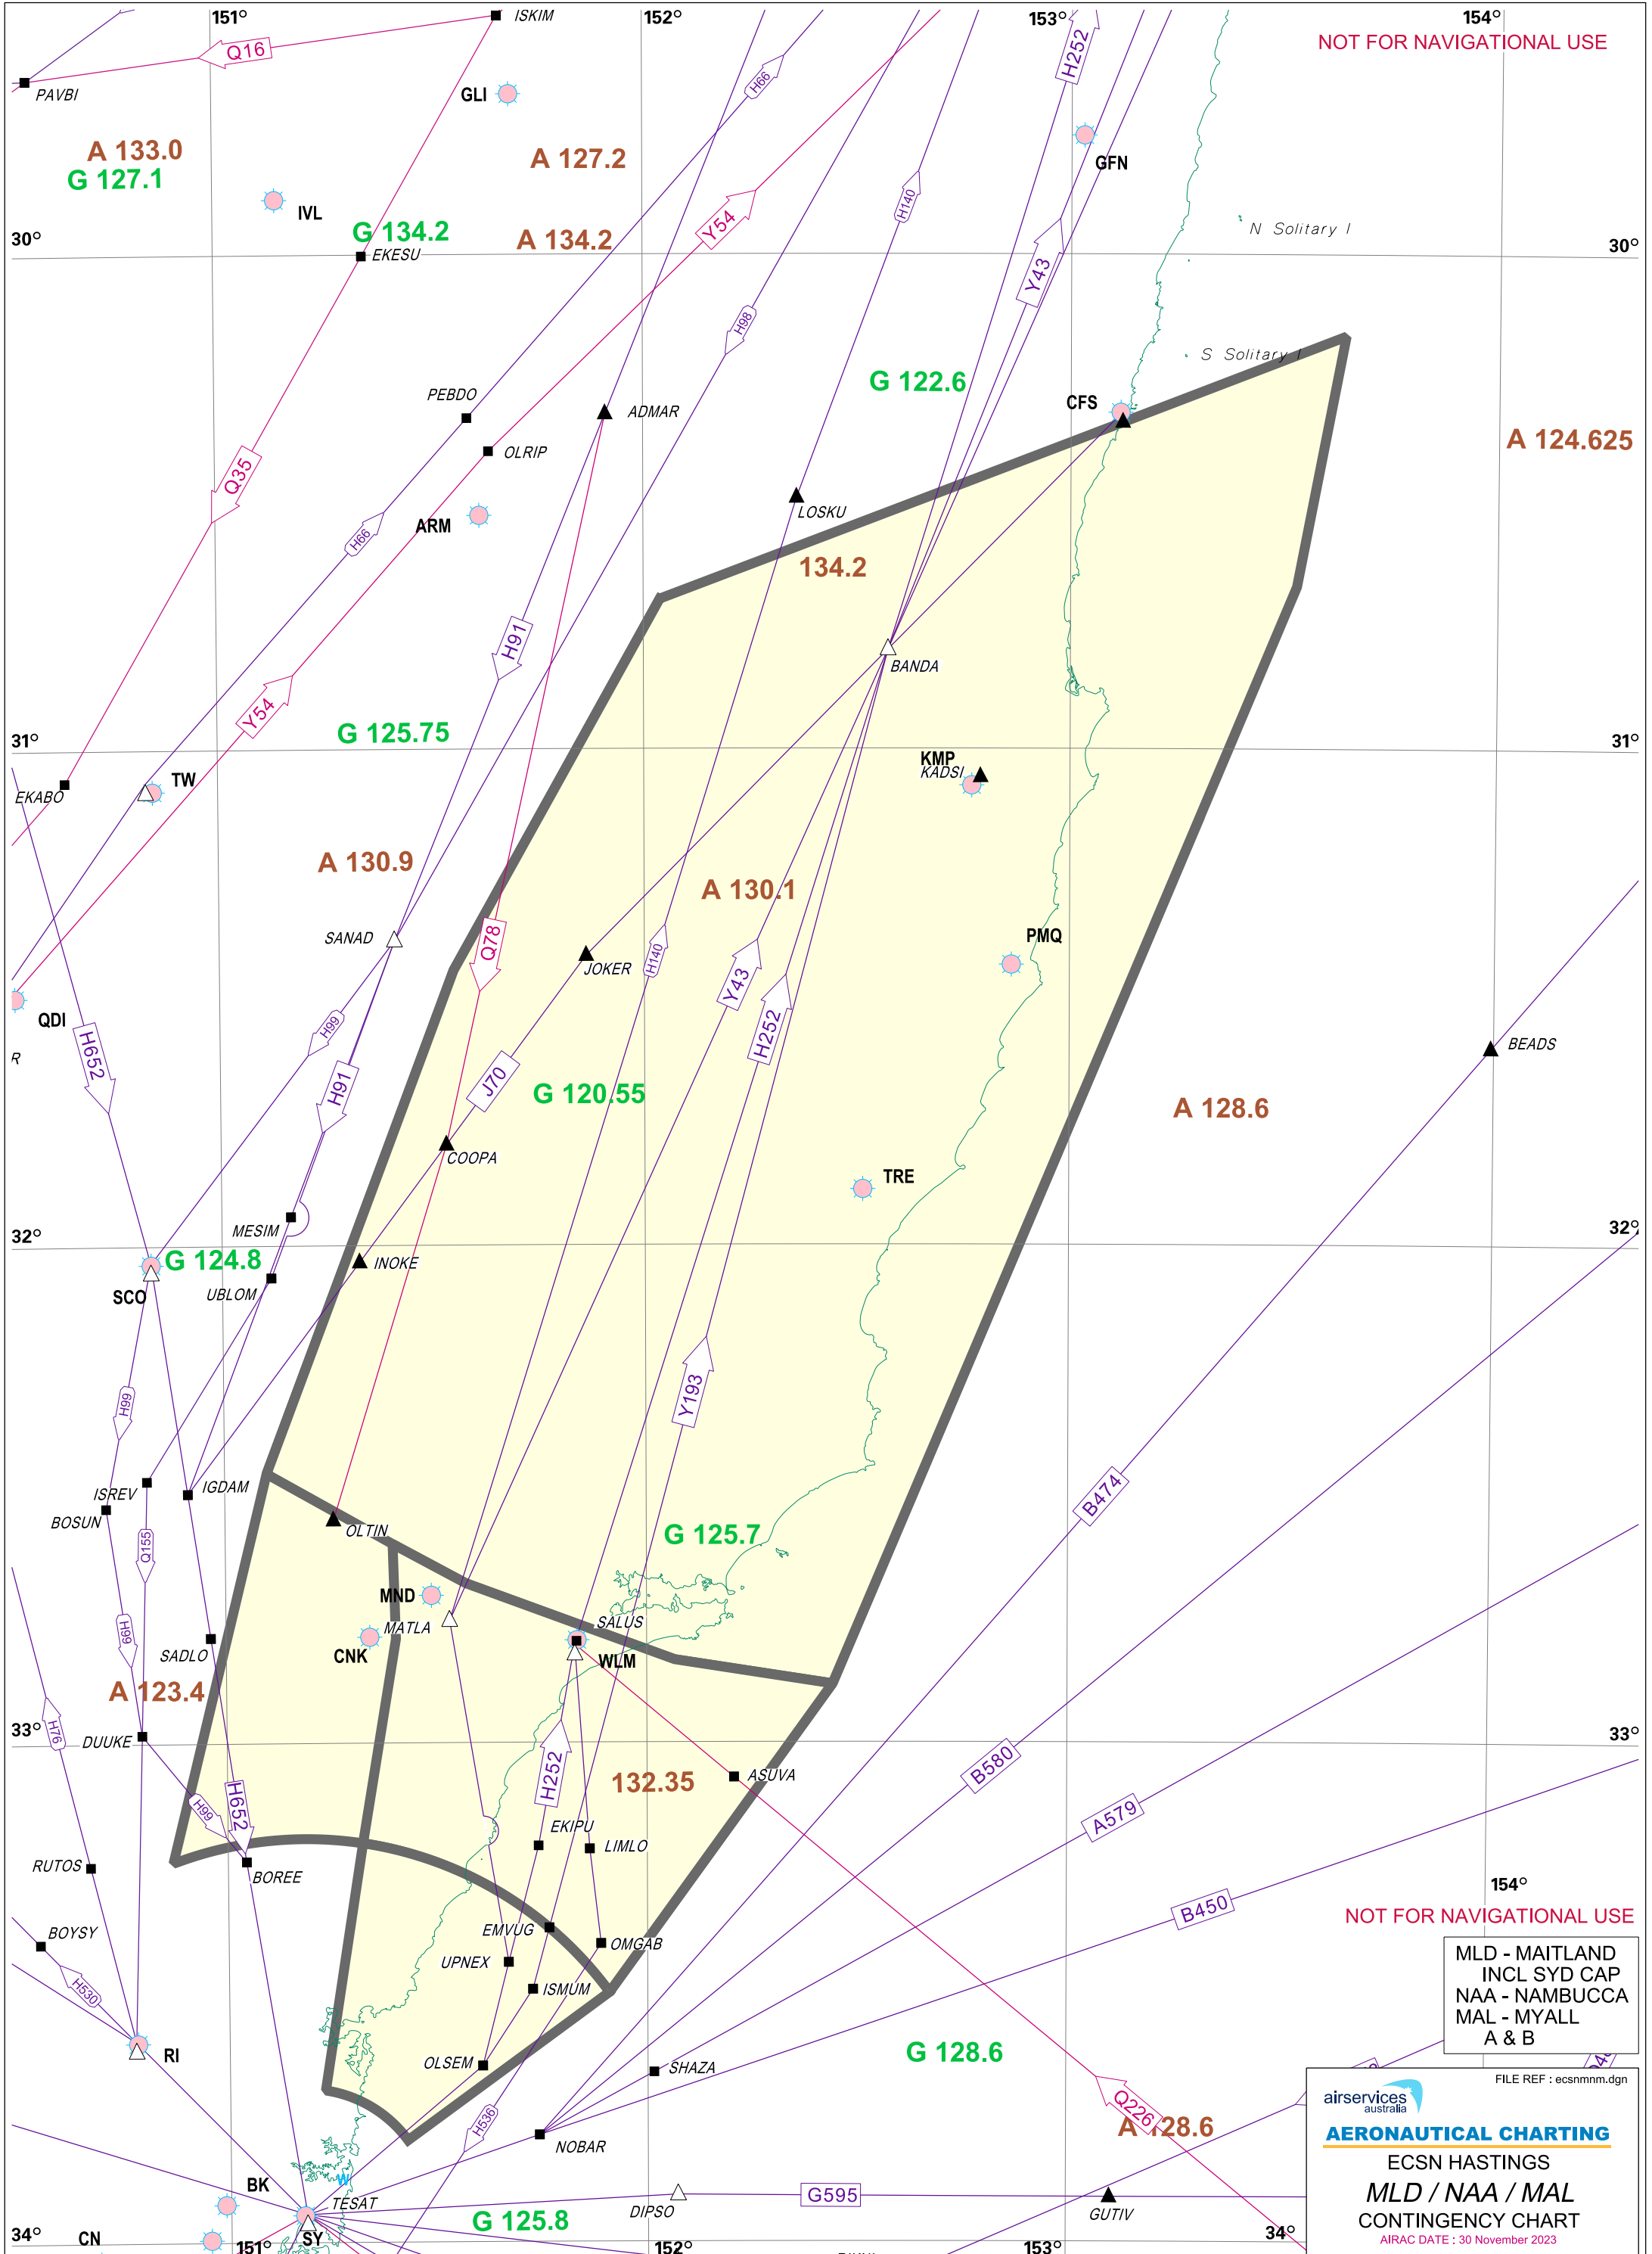 151°
152°
153°
154°
ISKIM
Q16
NOT FOR NAVIGATIONAL USE
H252
PAVBI
GLI
H66
A 133.0
G 127.1
A 127.2
GFN
IVL
H140
Y54
G 134.2
A 134.2
N Solitary I
30°
30°
EKESU
Y43
H98
S Solitary I
G 122.6
PEBDO
ADMAR
CFS
A 124.625
OLRIP
Q35
LOSKU
ARM
H66
134.2
H91
BANDA
Y54
G 125.75
31°
31°
KMP
KADSI
TW
EKABO
A 130.9
A 130.1
SANAD
Q78
H140
PMQ
JOKER
Y43
QDI
H99
H252
H652
BEADS
R
H91
J70
G 120.55
A 128.6
COOPA
TRE
MESIM
32°
32°
G 124.8
INOKE
UBLOM
SCO
H99
Y193
ISREV
IGDAM
BOSUN
B474
OLTIN
G 125.7
Q155
MND
MATLA
SALUS
H99
CNK
WLM
SADLO
A 123.4
33°
33°
H76
DUUKE
H252
132.35
ASUVA
B580
H99
H652
A579
EKIPU
LIMLO
RUTOS
BOREE
154°
B450
NOT FOR NAVIGATIONAL USE
EMVUG
BOYSY
OMGAB
UPNEX
MLD - MAITLAND
INCL SYD CAP
NAA - NAMBUCCA
MAL - MYALL
A & B
H530
ISMUM
RI
OLSEM
SHAZA
G 128.6
FILE REF : ecsnmnm.dgn
airservices
australia
Q226
A 128.6
H536
NOBAR
AERONAUTICAL CHARTING
ECSN HASTINGS
MLD / NAA / MAL
CONTINGENCY CHART
AIRAC DATE : 30 November 2023
BK
W
TESAT
DIPSO
G595
GUTIV
CN
SY
G 125.8
34°
34°
151°
152°
153°